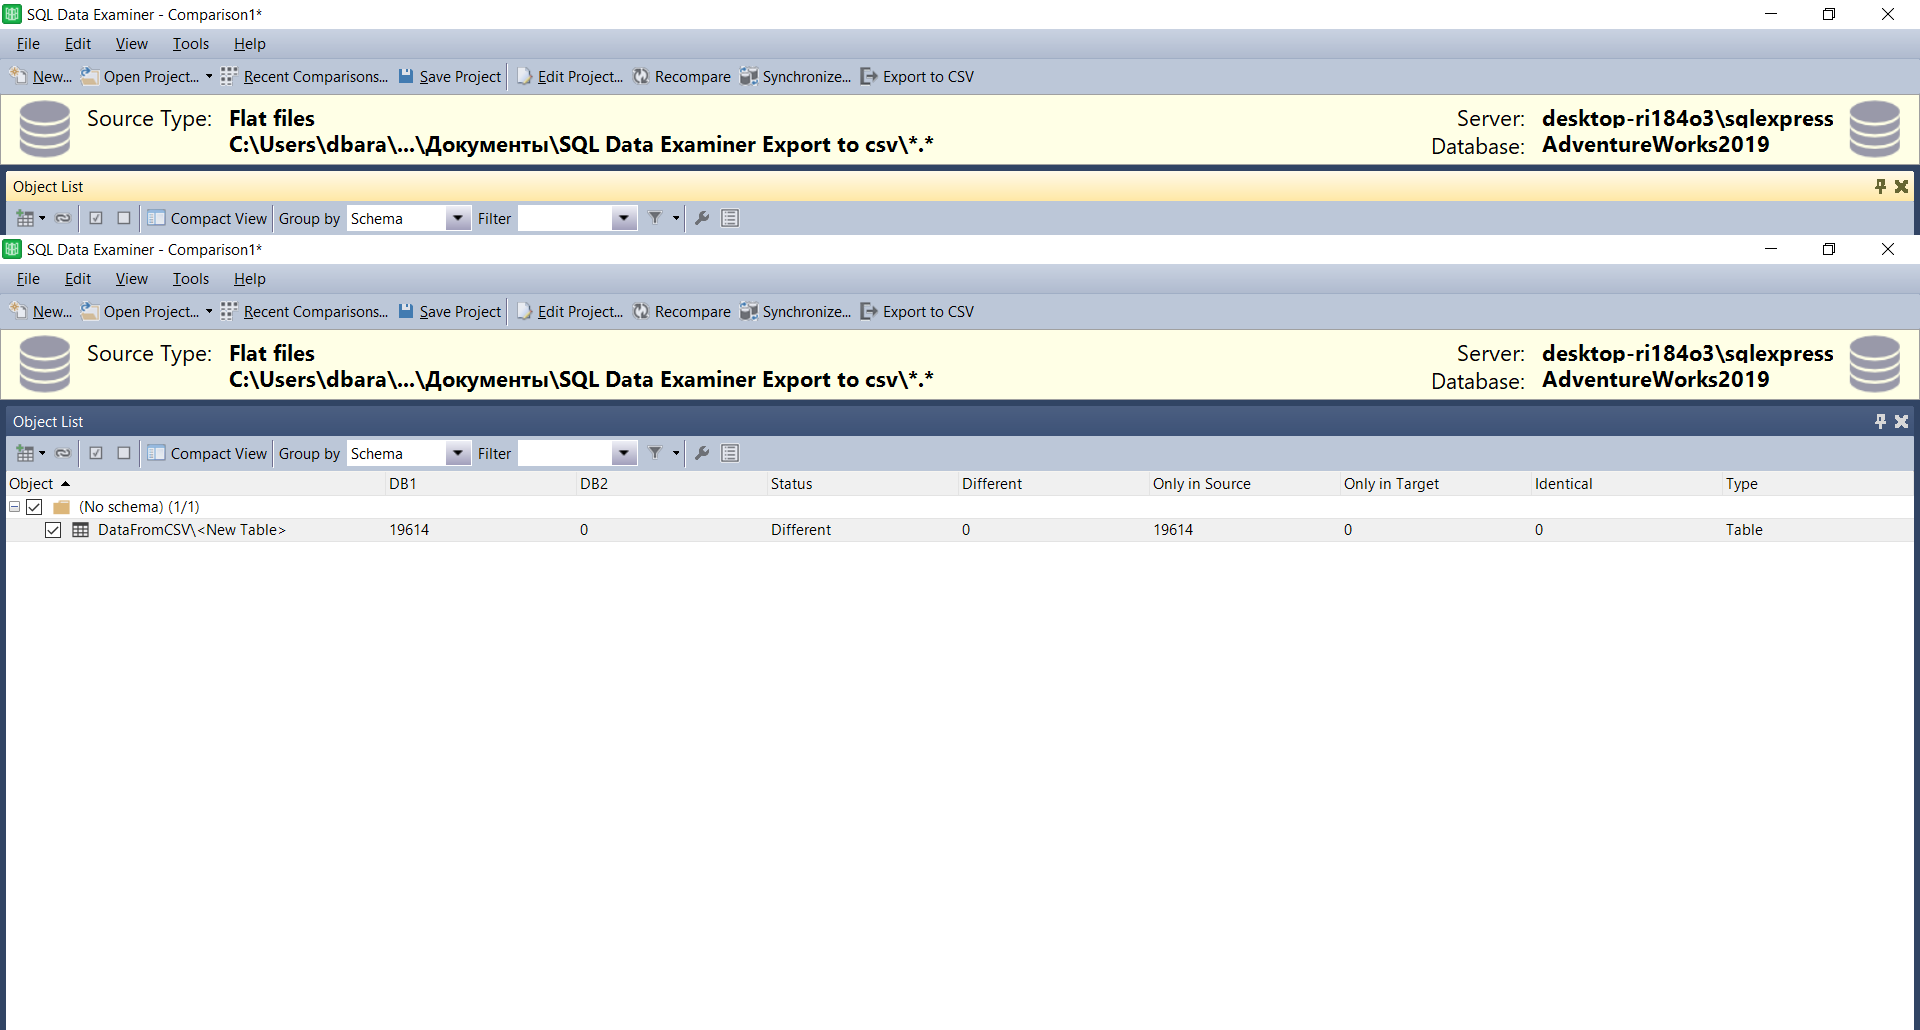 SQL Data Examiner - Comparison1*
File Edit View Tools Help
New... Open Project... Recent Comparisons... Save Project Edit Project... Recompare Synchronize... Export to CSV
Source Type: Flat files
C:\Users\dbara\...\Документы\SQL Data Examiner Export to csv\*.*
Server: desktop-ri184o3\sqlexpress
Database: AdventureWorks2019
Object List
Compact View Group by Schema Filter
SQL Data Examiner - Comparison1*
File Edit View Tools Help
New... Open Project... Recent Comparisons... Save Project Edit Project... Recompare Synchronize... Export to CSV
Source Type: Flat files
C:\Users\dbara\...\Документы\SQL Data Examiner Export to csv\*.*
Server: desktop-ri184o3\sqlexpress
Database: AdventureWorks2019
Object List
Compact View Group by Schema Filter
Object DB1 DB2 Status Different Only in Source Only in Target Identical Type
(No schema) (1/1)
DataFromCSV\<New Table> 19614 0 Different 0 19614 0 0 Table